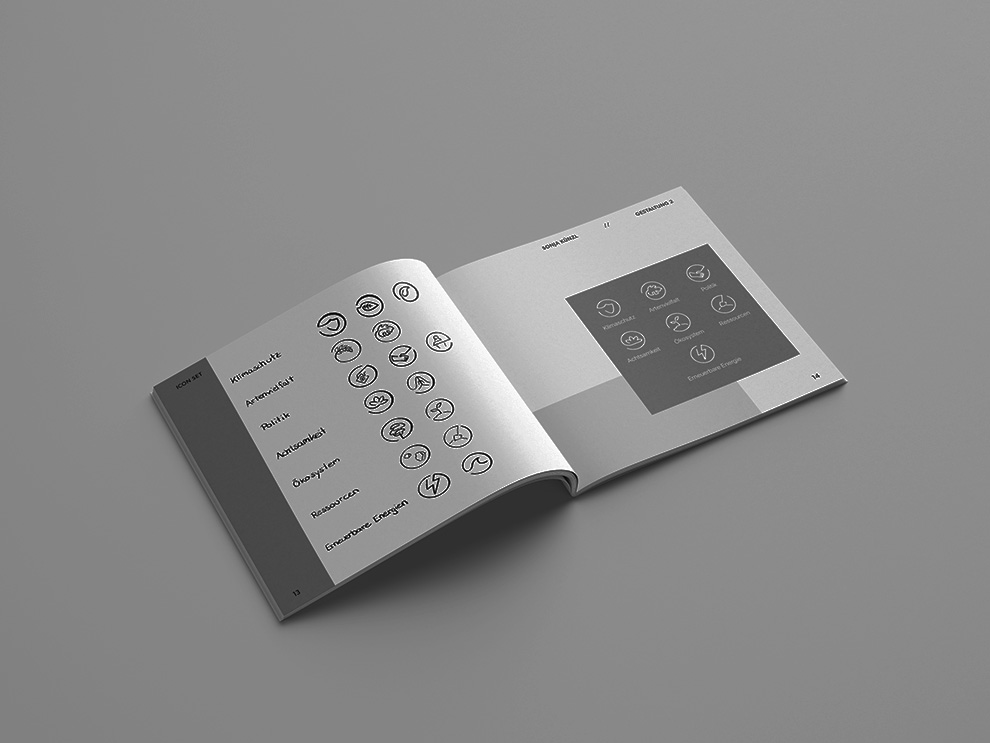 ICON SET
Klimaschutz
Artenvielfalt
Politik
Achtsamkeit
Ökosystem
Ressourcen
Erneuerbare Energien
13
SONJA KÜNZL // GESTALTUNG 2
Klimaschutz
Artenvielfalt
Politik
Achtsamkeit
Ökosystem
Ressourcen
Erneuerbare Energie
14